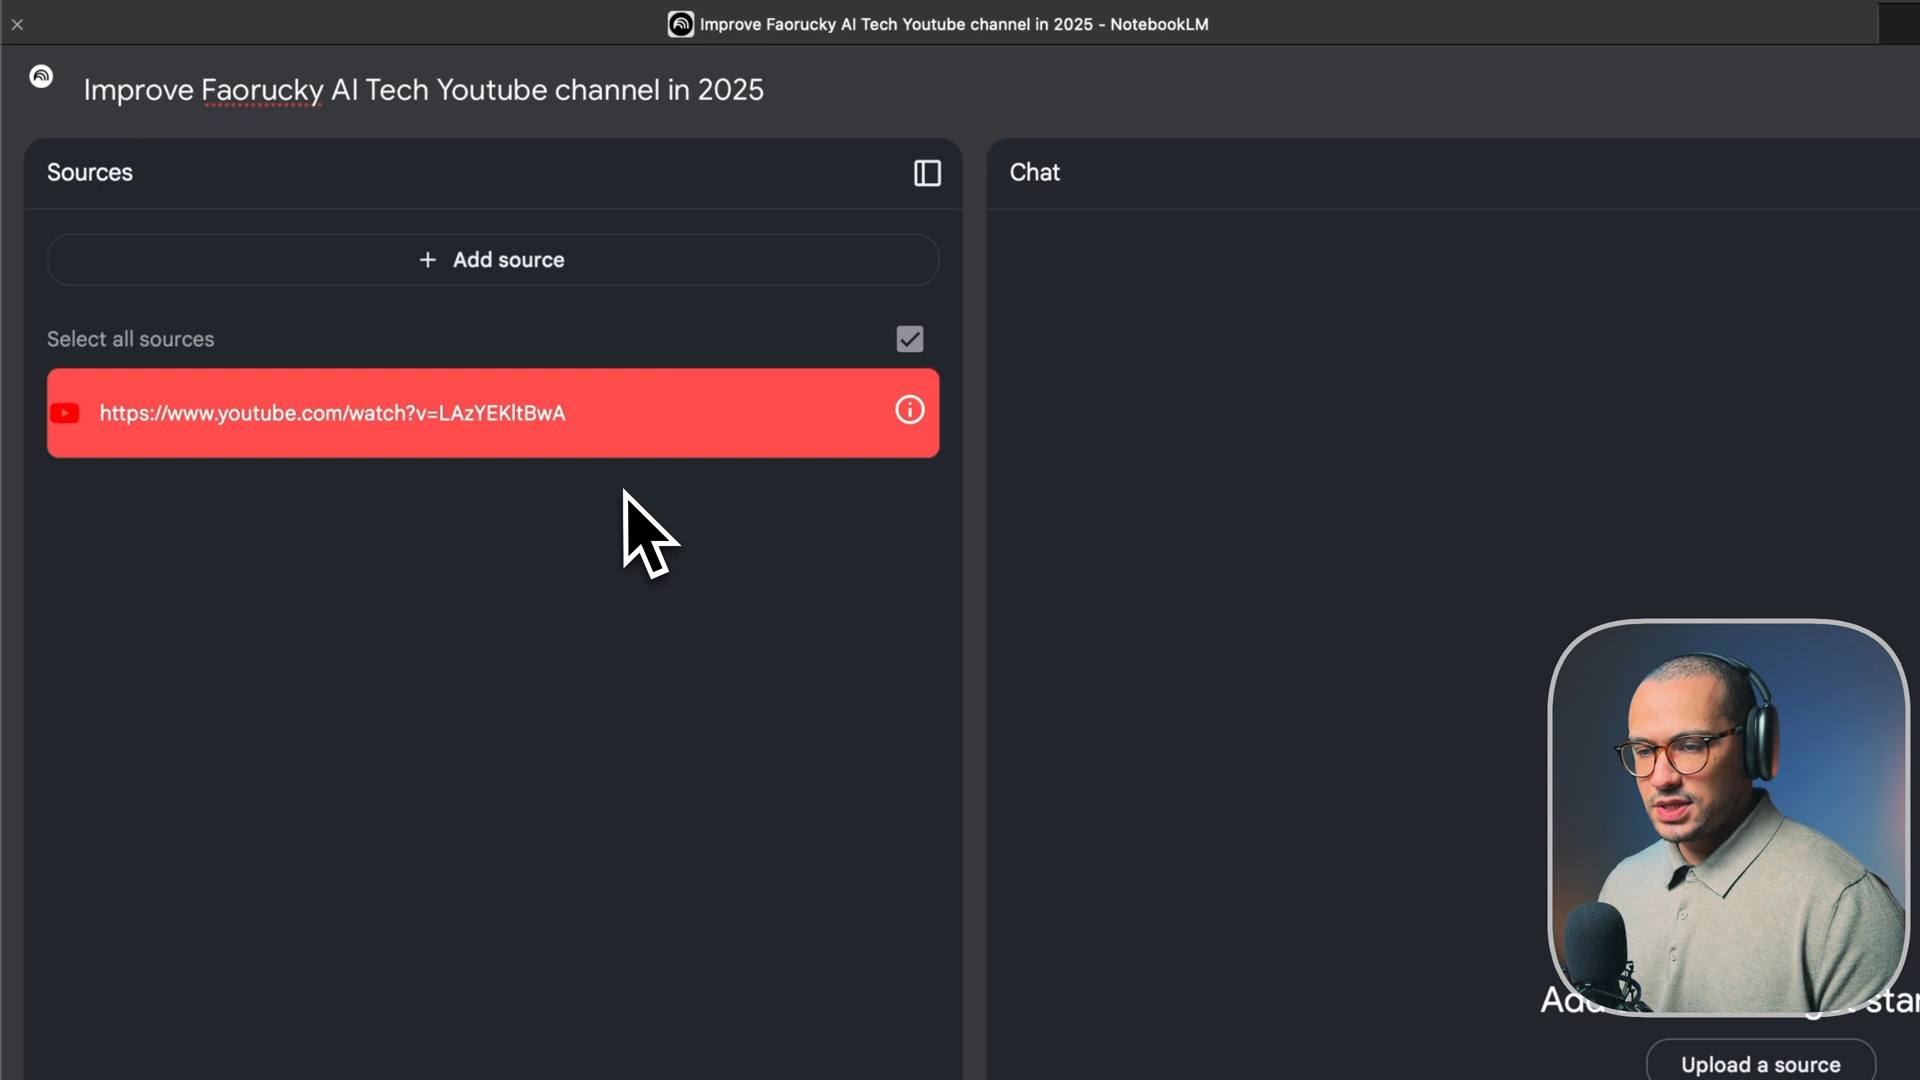 Improve Faorucky AI Tech Youtube channel in 2025 - NotebookLM
Improve Faorucky AI Tech Youtube channel in 2025
Sources
Chat
+ Add source
Select all sources
https://www.youtube.com/watch?v=LAzYEKltBwA
Upload a source